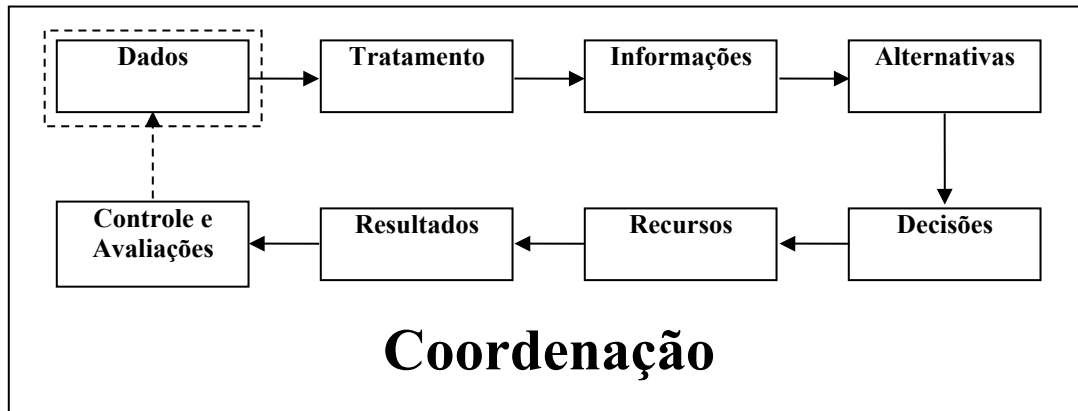 Dados
Tratamento
Informações
Alternativas
Controle e
Avaliações
Resultados
Recursos
Decisões
Coordenação